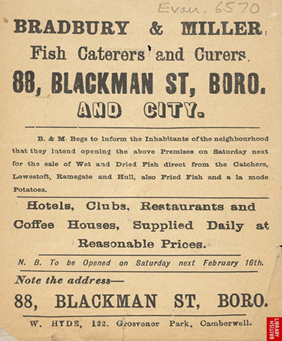 Evan. 6570
BRADBURY & MILLER,
Fish Caterers and Curers
88, BLACKMAN ST, BORO.
AND CITY.
B. & M. Begs to inform the Inhabitants of the neighbourhood
that they intend opening the above Premises on Saturday next
for the sale of Wet and Dried Fish direct from the Catchers,
Lowestoft, Ramsgate and Hull, also Fried Fish and a la mode
Potatoes.
Hotels, Clubs, Restaurants and
Coffee Houses, Supplied Daily at
Reasonable Prices.
N. B. To be Opened on Saturday next February 16th.
Note the address—
88, BLACKMAN ST, BORO.
W. HYDE, 122, Grosvenor Park, Camberwell.
BRITISH
LIBRARY